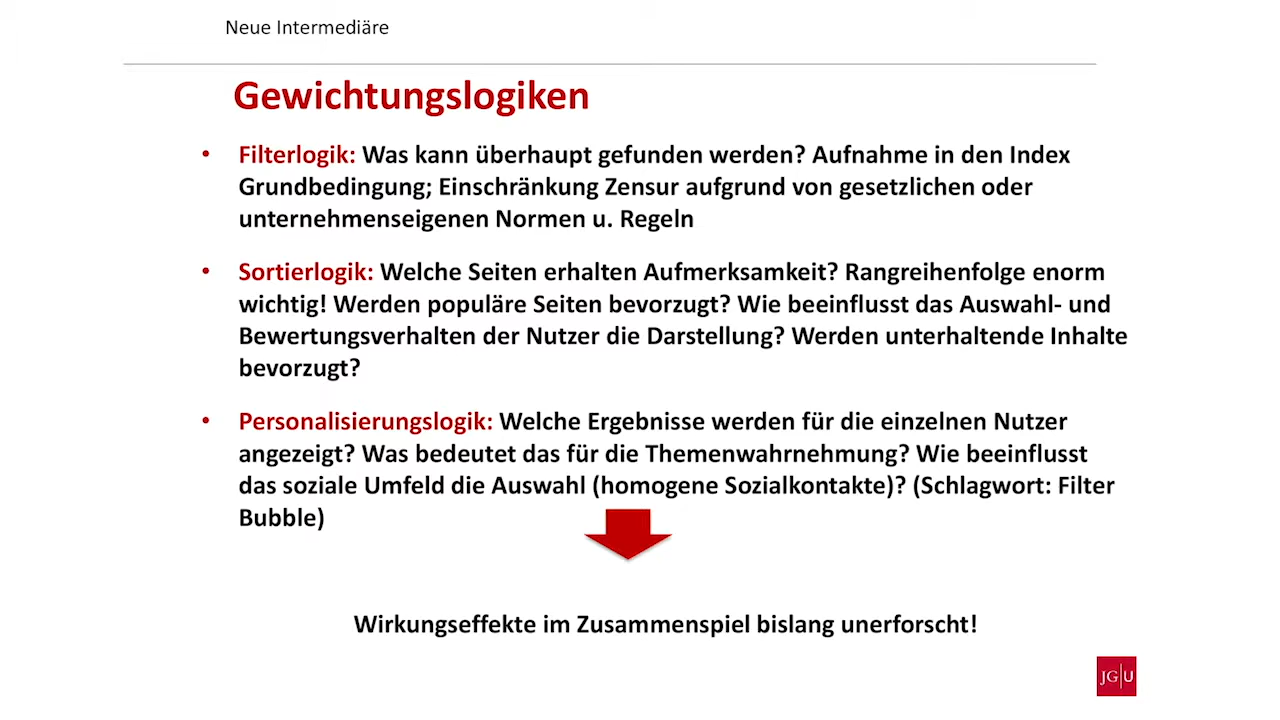 Neue Intermediäre
Gewichtungslogiken
• Filterlogik: Was kann überhaupt gefunden werden? Aufnahme in den Index
Grundbedingung; Einschränkung Zensur aufgrund von gesetzlichen oder
unternehmenseigenen Normen u. Regeln
• Sortierlogik: Welche Seiten erhalten Aufmerksamkeit? Rangreihenfolge enorm
wichtig! Werden populäre Seiten bevorzugt? Wie beeinflusst das Auswahl- und
Bewertungsverhalten der Nutzer die Darstellung? Werden unterhaltende Inhalte
bevorzugt?
• Personalisierungslogik: Welche Ergebnisse werden für die einzelnen Nutzer
angezeigt? Was bedeutet das für die Themenwahrnehmung? Wie beeinflusst
das soziale Umfeld die Auswahl (homogene Sozialkontakte)? (Schlagwort: Filter
Bubble)
Wirkungseffekte im Zusammenspiel bislang unerforscht!
JG|U